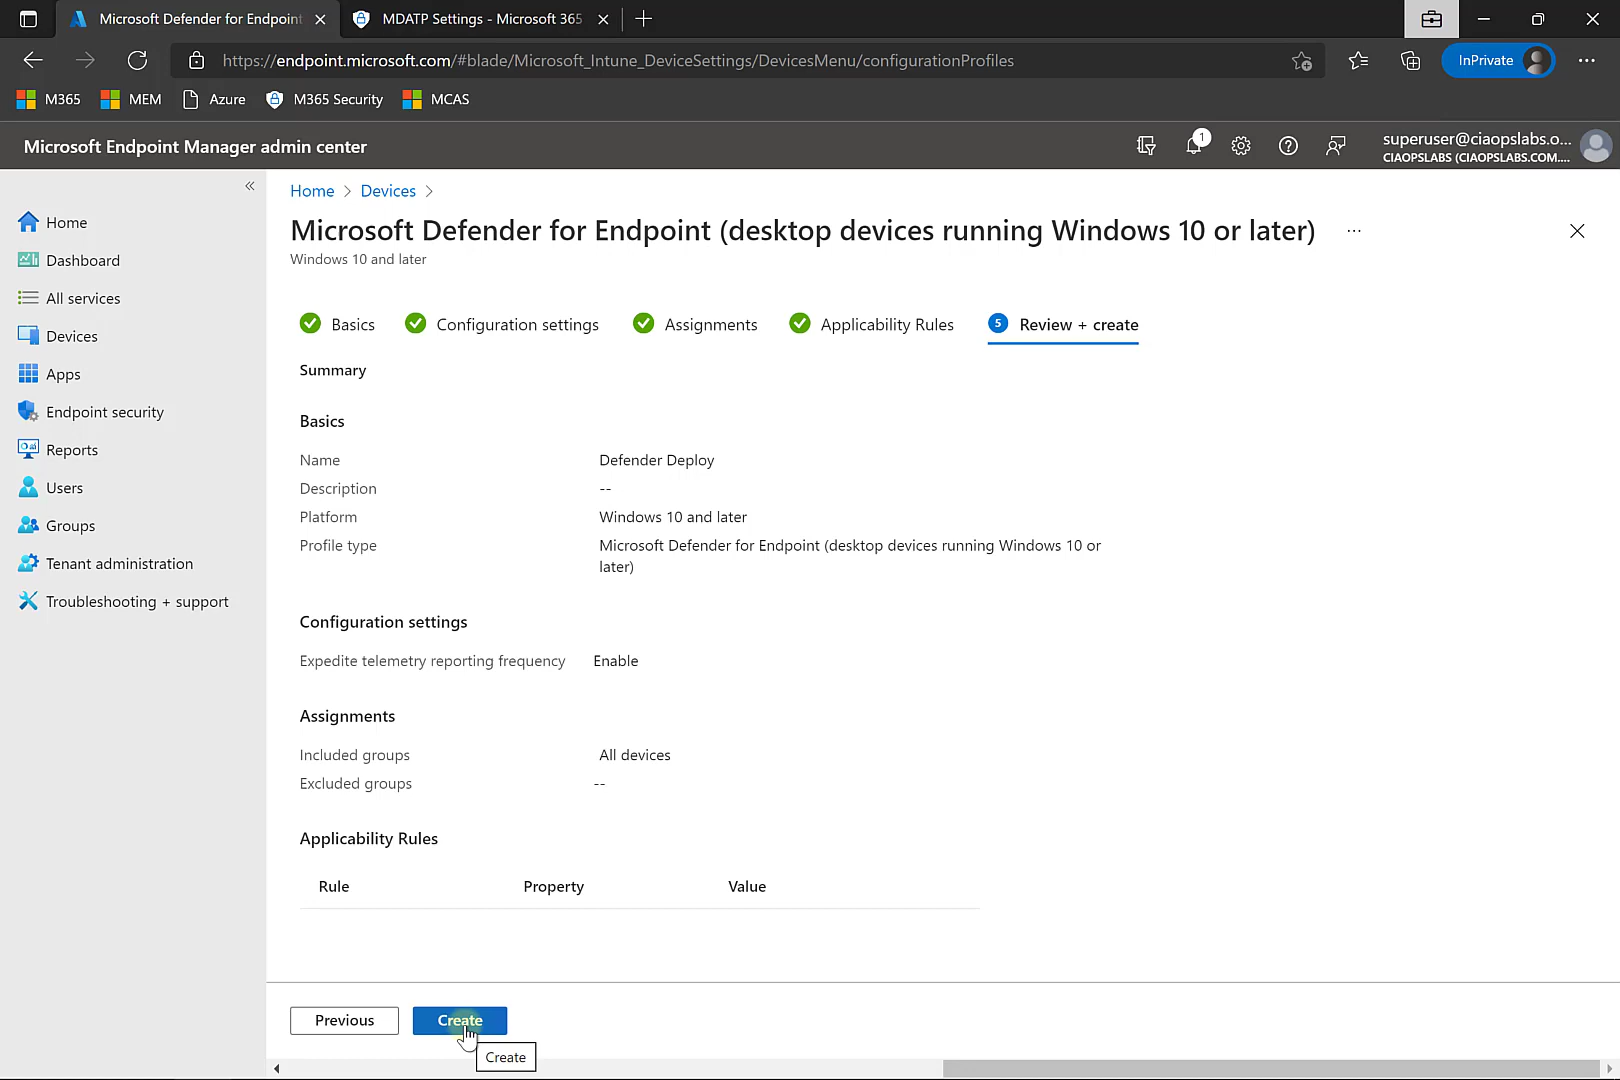 Microsoft Defender for Endpoint
MDATP Settings - Microsoft 365
https://endpoint.microsoft.com/#blade/Microsoft_Intune_DeviceSettings/DevicesMenu/configurationProfiles
InPrivate
M365
MEM
Azure
M365 Security
MCAS
Microsoft Endpoint Manager admin center
1
superuser@ciaopslabs.o...
CIAOPSLABS (CIAOPSLABS.COM....
Home
Dashboard
All services
Devices
Apps
Endpoint security
Reports
Users
Groups
Tenant administration
Troubleshooting + support
Home > Devices >
Microsoft Defender for Endpoint (desktop devices running Windows 10 or later) ...
Windows 10 and later
Basics
Configuration settings
Assignments
Applicability Rules
5 Review + create
Summary
Basics
Name Defender Deploy
Description --
Platform Windows 10 and later
Profile type Microsoft Defender for Endpoint (desktop devices running Windows 10 or
later)
Configuration settings
Expedite telemetry reporting frequency Enable
Assignments
Included groups All devices
Excluded groups --
Applicability Rules
Rule Property Value
Previous
Create
Create